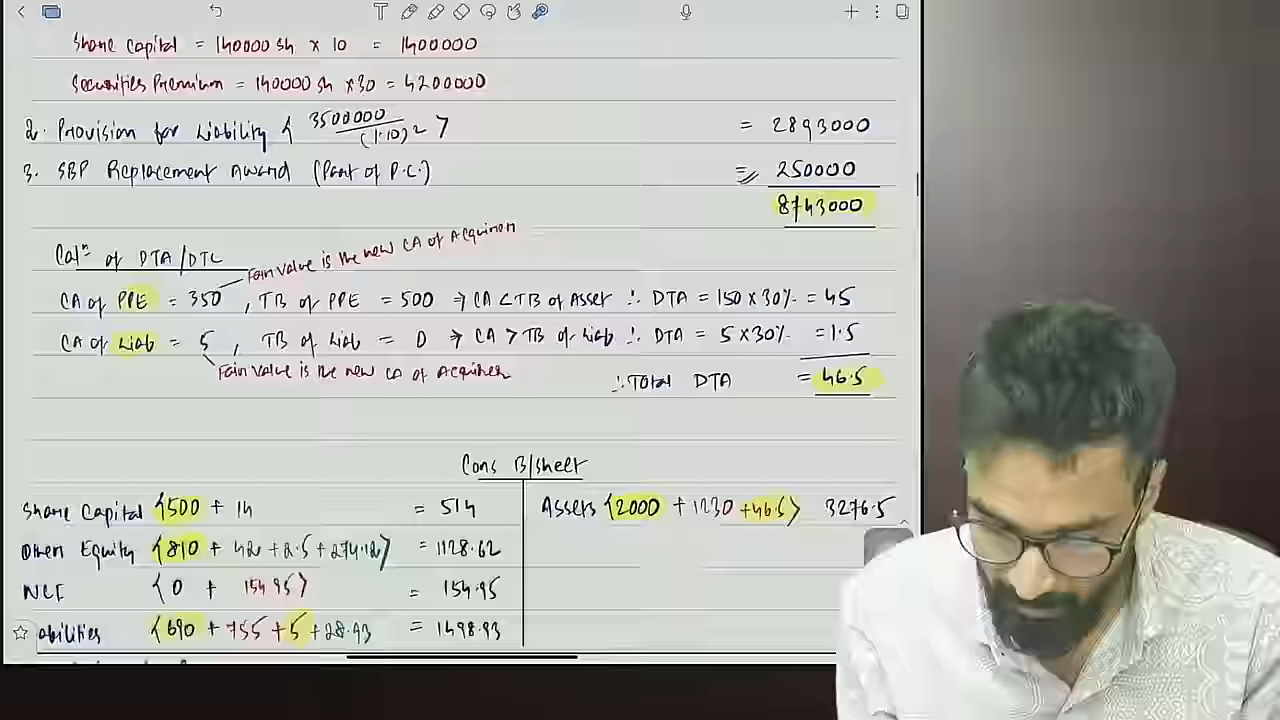 Share Capital = 140000 sh x 10 = 1400000
Securities Premium = 140000 sh x 30 = 4200000
2. Provision for Liability { 3500000 / (1.10)2 } = 2893000
3. SBP Replacement Award (Part of P.C.) = 250000
8743000
Calⁿ of DTA/DTL
Fair value is the new CA of Acquirer
CA of PPE = 350, TB of PPE = 500 ⇒ CA < TB of Asset ∴ DTA = 150 x 30% = 45
CA of Liab = 5, TB of Liab = 0 ⇒ CA > TB of Liab ∴ DTA = 5 x 30% = 1.5
Fair value is the new CA of Acquirer
∴ Total DTA = 46.5
Cons B/sheet
Share Capital {500 + 14 = 514
Assets {2000 + 1230 + 46.5} 3276.5
Other Equity {810 + 42 + 2.5 + 274.12} = 1128.62
NCI {0 + 154.95} = 154.95
abilities {690 + 755 + 5 + 28.93 = 1498.93